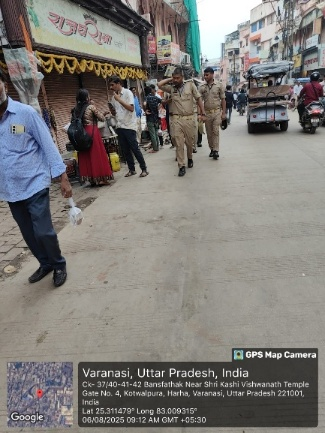 GPS Map Camera
Varanasi, Uttar Pradesh, India
Ck- 37/40-41-42 Bansfathak Near Shri Kashi Vishwanath Temple
Gate No. 4, Kotwalpura, Harha, Varanasi, Uttar Pradesh 221001,
India
Lat 25.311479° Long 83.009315°
06/08/2025 09:12 AM GMT +05:30
Google